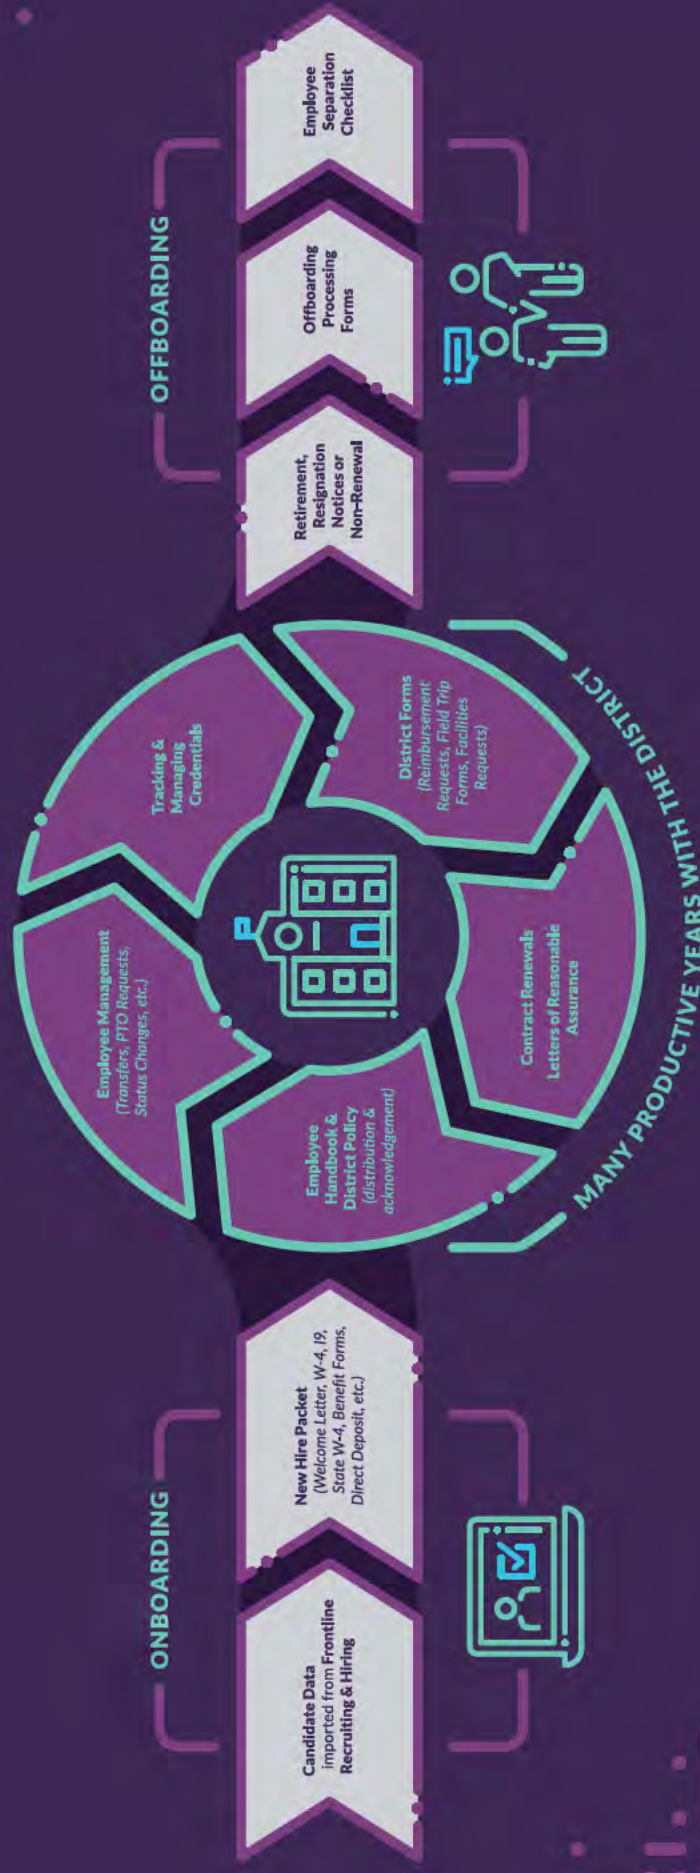 ONBOARDING
Candidate Data
imported from Frontline
Recruiting & Hiring
New Hire Packet
(Welcome Letter, W-4, I9,
State W-4, Benefit Forms,
Direct Deposit, etc.)
Employee Management
(Transfers, PTO Requests,
Status Changes, etc.)
Tracking &
Managing
Credentials
District Forms
(Reimbursement
Requests, Field Trip
Forms, Facilities
Requests)
Contract Renewals
Letters of Reasonable
Assurance
Employee
Handbook &
District Policy
(distribution &
acknowledgement)
MANY PRODUCTIVE YEARS WITH THE DISTRICT
OFFBOARDING
Retirement,
Resignation
Notices or
Non-Renewal
Offboarding
Processing
Forms
Employee
Separation
Checklist